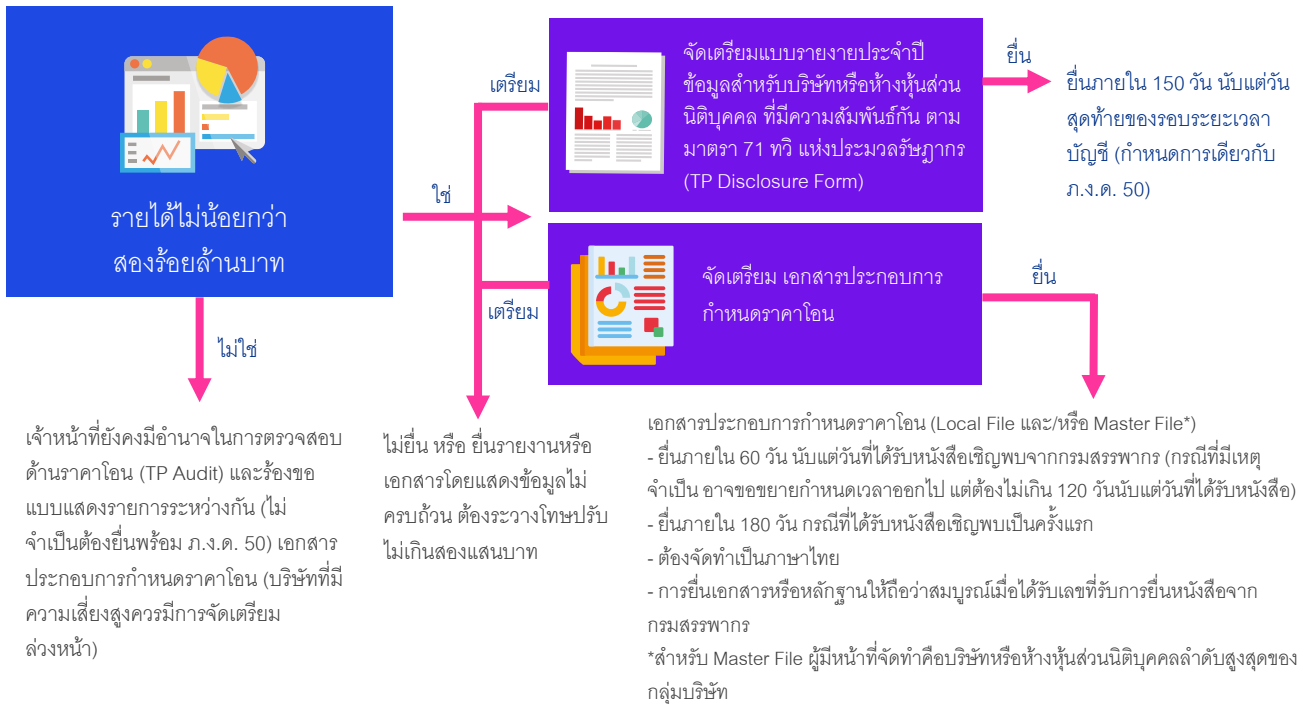 รายได้ไม่น้อยกว่า
สองร้อยล้านบาท
ใช่
ไม่ใช่
เตรียม
จัดเตรียมแบบรายงายประจำปี
ข้อมูลสำหรับบริษัทหรือห้างหุ้นส่วน
นิติบุคคล ที่มีความสัมพันธ์กัน ตาม
มาตรา 71 ทวิ แห่งประมวลรัษฎากร
(TP Disclosure Form)
ยื่น
ยื่นภายใน 150 วัน นับแต่วัน
สุดท้ายของรอบระยะเวลา
บัญชี (กำหนดการเดียวกับ
ภ.ง.ด. 50)
เตรียม
จัดเตรียม เอกสารประกอบการ
กำหนดราคาโอน
ยื่น
เจ้าหน้าที่ยังคงมีอำนาจในการตรวจสอบ
ด้านราคาโอน (TP Audit) และร้องขอ
แบบแสดงรายการระหว่างกัน (ไม่
จำเป็นต้องยื่นพร้อม ภ.ง.ด. 50) เอกสาร
ประกอบการกำหนดราคาโอน (บริษัทที่มี
ความเสี่ยงสูงควรมีการจัดเตรียม
ล่วงหน้า)
ไม่ยื่น หรือ ยื่นรายงานหรือ
เอกสารโดยแสดงข้อมูลไม่
ครบถ้วน ต้องระวางโทษปรับ
ไม่เกินสองแสนบาท
เอกสารประกอบการกำหนดราคาโอน (Local File และ/หรือ Master File*)
- ยื่นภายใน 60 วัน นับแต่วันที่ได้รับหนังสือเชิญพบจากกรมสรรพากร (กรณีที่มีเหตุ
จำเป็น อาจขอขยายกำหนดเวลาออกไป แต่ต้องไม่เกิน 120 วันนับแต่วันที่ได้รับหนังสือ)
- ยื่นภายใน 180 วัน กรณีที่ได้รับหนังสือเชิญพบเป็นครั้งแรก
- ต้องจัดทำเป็นภาษาไทย
- การยื่นเอกสารหรือหลักฐานให้ถือว่าสมบูรณ์เมื่อได้รับเลขที่รับการยื่นหนังสือจาก
กรมสรรพากร
*สำหรับ Master File ผู้มีหน้าที่จัดทำคือบริษัทหรือห้างหุ้นส่วนนิติบุคคลลำดับสูงสุดของ
กลุ่มบริษัท